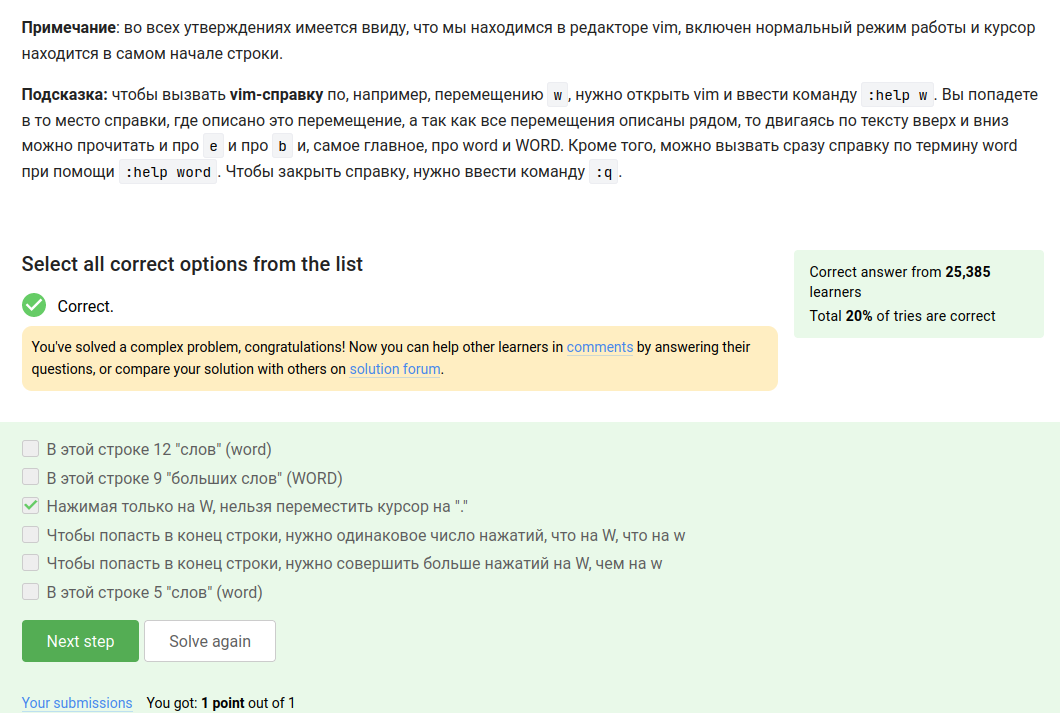 Примечание: во всех утверждениях имеется ввиду, что мы находимся в редакторе vim, включен нормальный режим работы и курсор
находится в самом начале строки.
Подсказка: чтобы вызвать vim-справку по, например, перемещению w, нужно открыть vim и ввести команду :help w. Вы попадете
в то место справки, где описано это перемещение, а так как все перемещения описаны рядом, то двигаясь по тексту вверх и вниз
можно прочитать и про e и про b и, самое главное, про word и WORD. Кроме того, можно вызвать сразу справку по термину word
при помощи :help word. Чтобы закрыть справку, нужно ввести команду :q.
Select all correct options from the list
Correct.
You've solved a complex problem, congratulations! Now you can help other learners in comments by answering their
questions, or compare your solution with others on solution forum.
Correct answer from 25,385
learners
Total 20% of tries are correct
В этой строке 12 "слов" (word)
В этой строке 9 "больших слов" (WORD)
Нажимая только на W, нельзя переместить курсор на "."
Чтобы попасть в конец строки, нужно одинаковое число нажатий, что на W, что на w
Чтобы попасть в конец строки, нужно совершить больше нажатий на W, чем на w
В этой строке 5 "слов" (word)
Next step
Solve again
Your submissions You got: 1 point out of 1